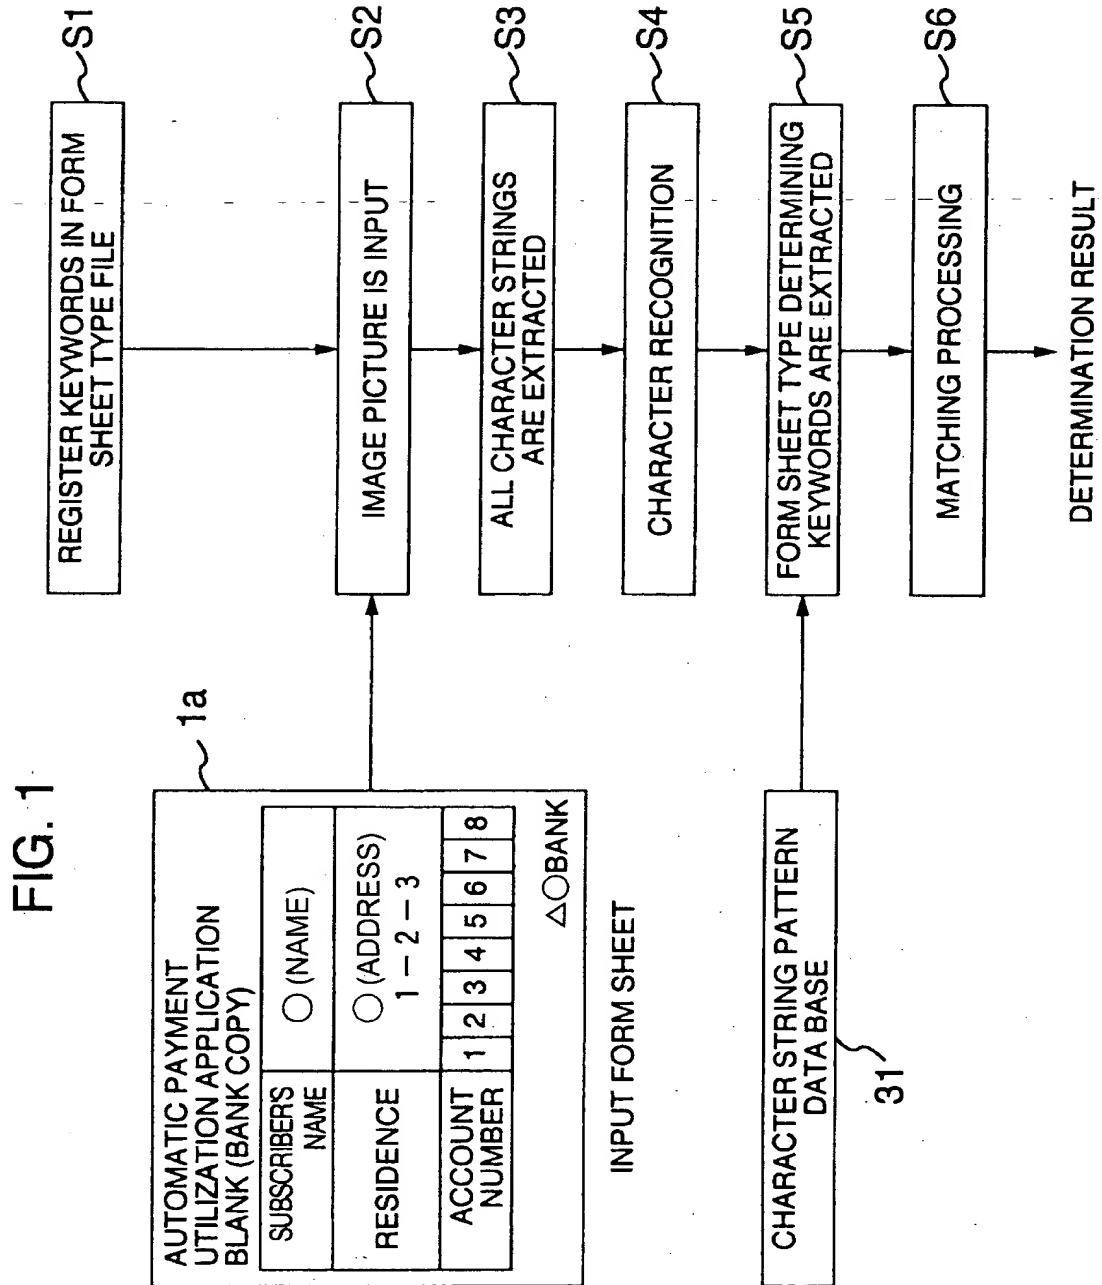 FIG. 1
REGISTER KEYWORDS IN FORM
SHEET TYPE FILE
S1
1a
AUTOMATIC PAYMENT
UTILIZATION APPLICATION
BLANK (BANK COPY)
SUBSCRIBER'S
NAME
○ (NAME)
RESIDENCE
○ (ADDRESS)
1 – 2 – 3
ACCOUNT
NUMBER
1 2 3 4 5 6 7 8
△○BANK
INPUT FORM SHEET
IMAGE PICTURE IS INPUT
S2
ALL CHARACTER STRINGS
ARE EXTRACTED
S3
CHARACTER RECOGNITION
S4
CHARACTER STRING PATTERN
DATA BASE
31
FORM SHEET TYPE DETERMINING
KEYWORDS ARE EXTRACTED
S5
MATCHING PROCESSING
S6
DETERMINATION RESULT